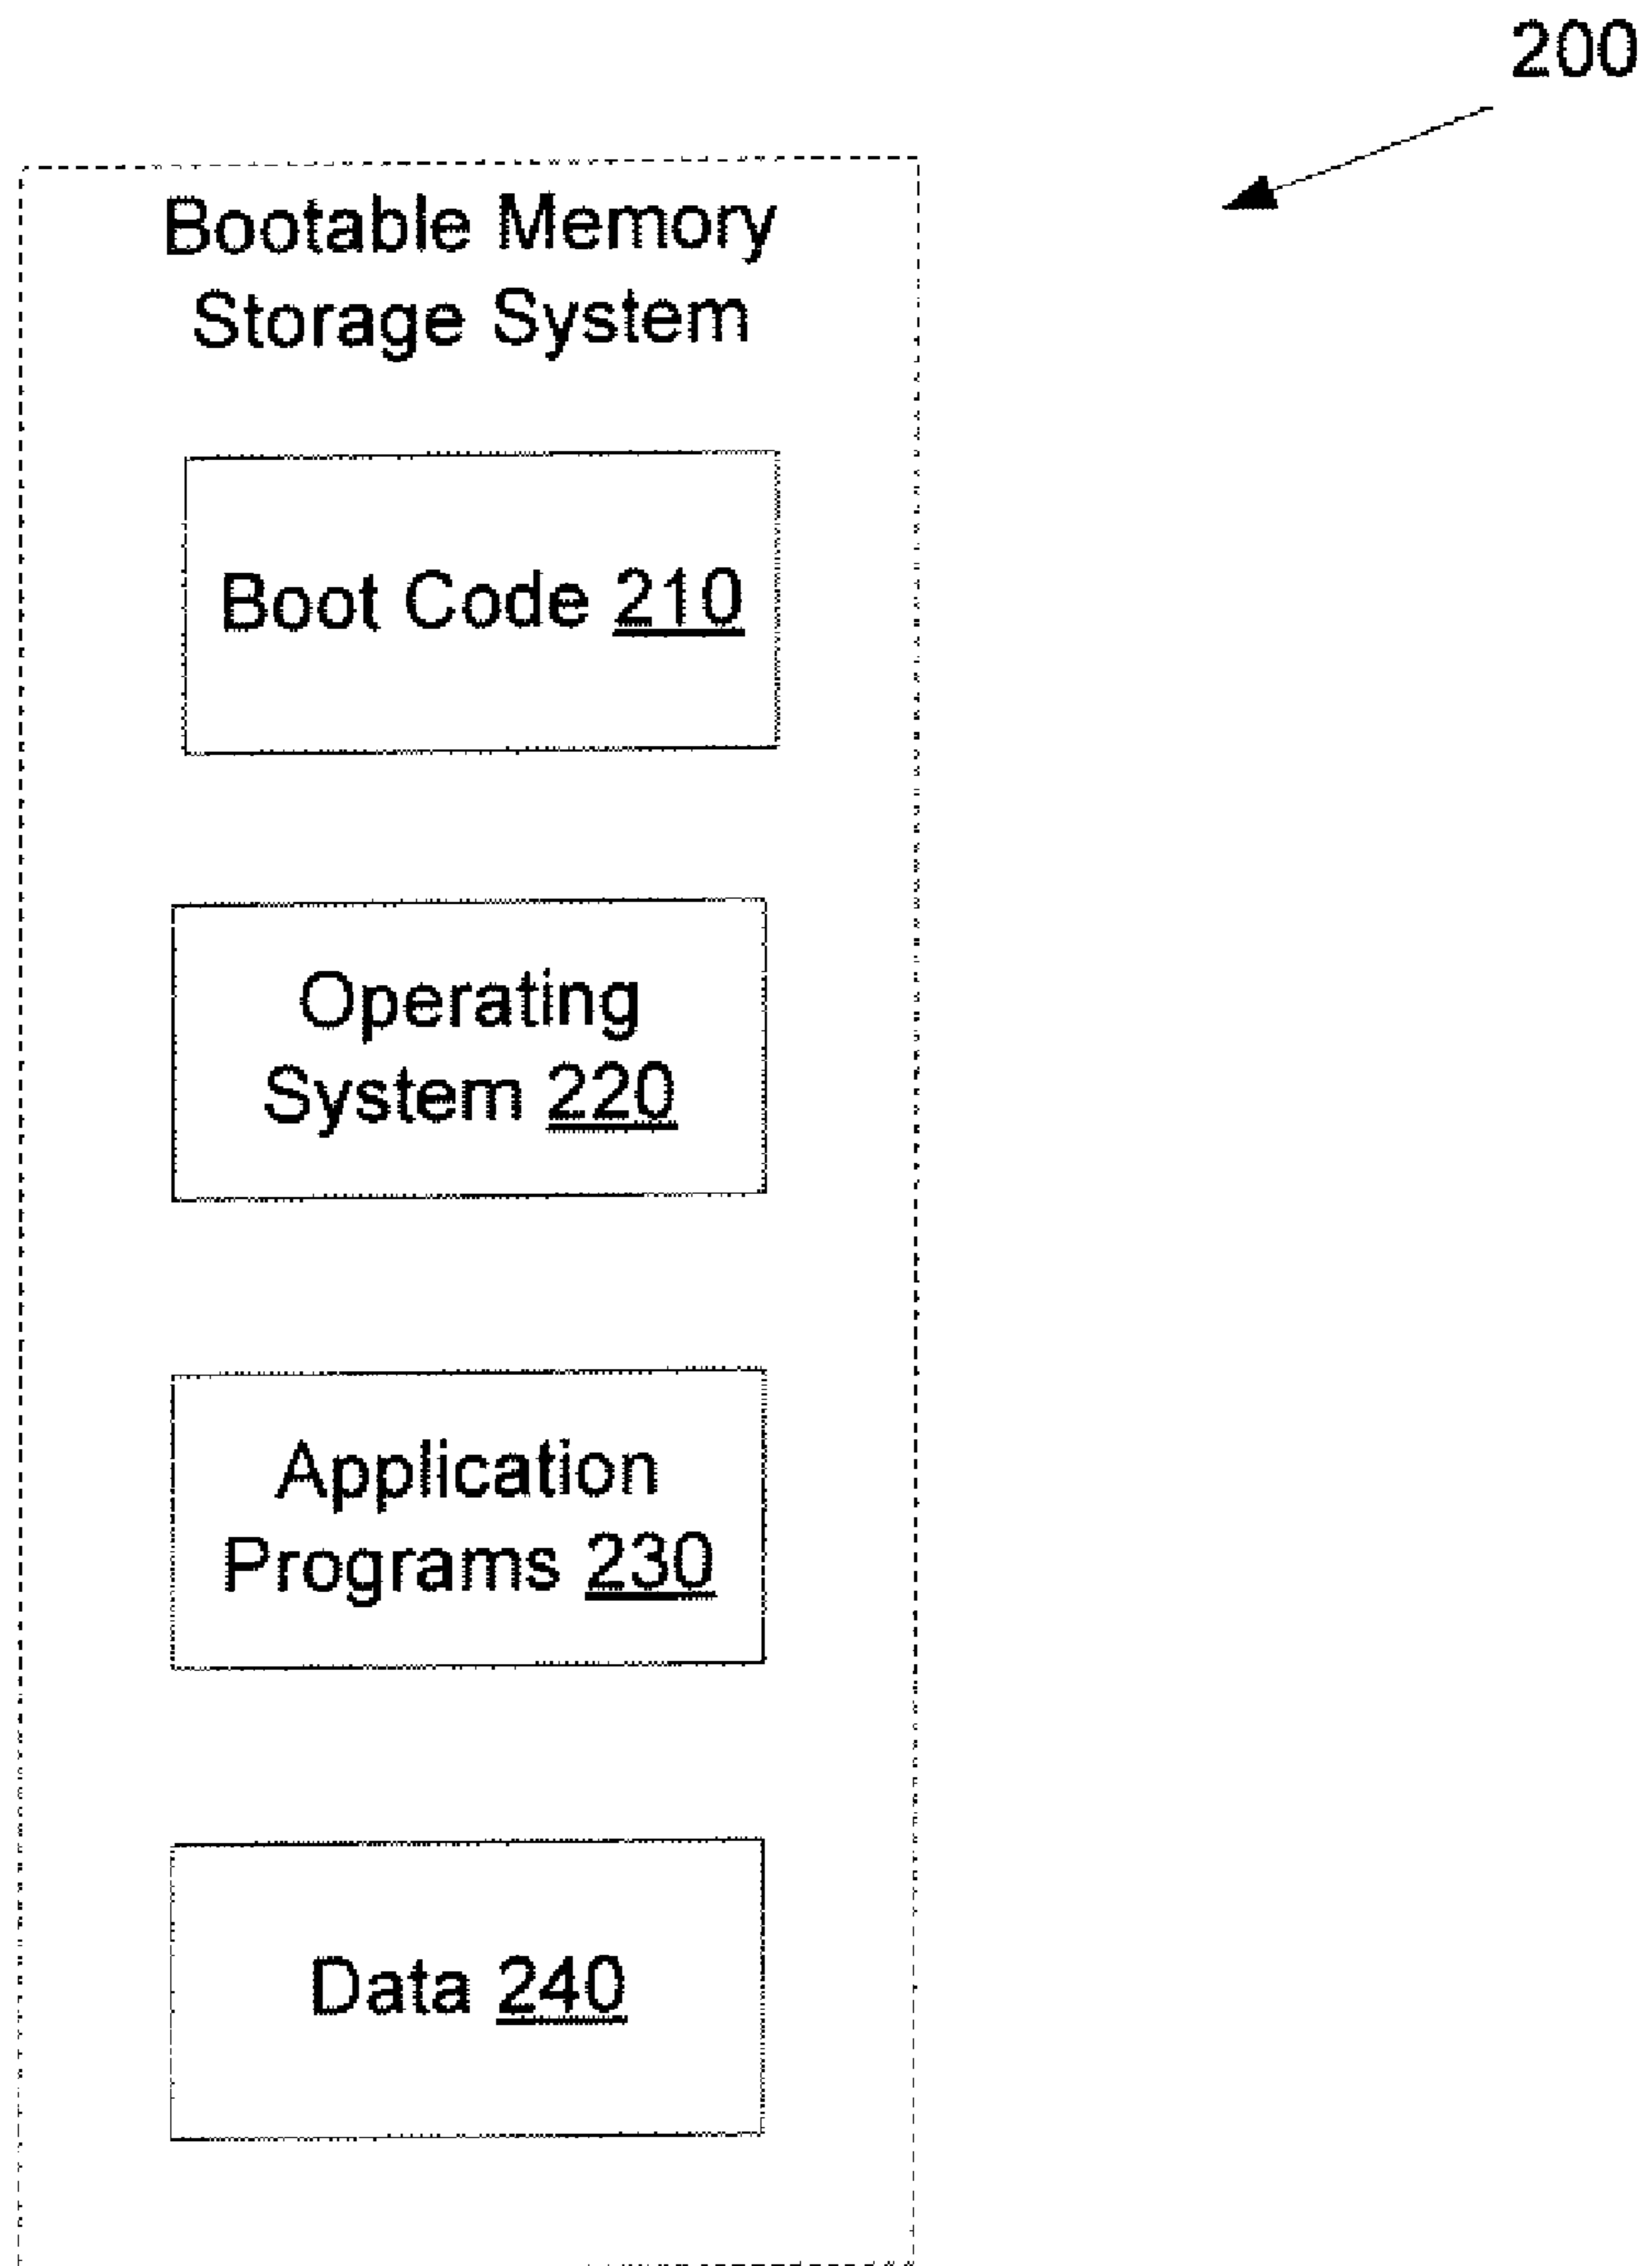 200
Bootable Memory
Storage System
Boot Code 210
Operating
System 220
Application
Programs 230
Data 240